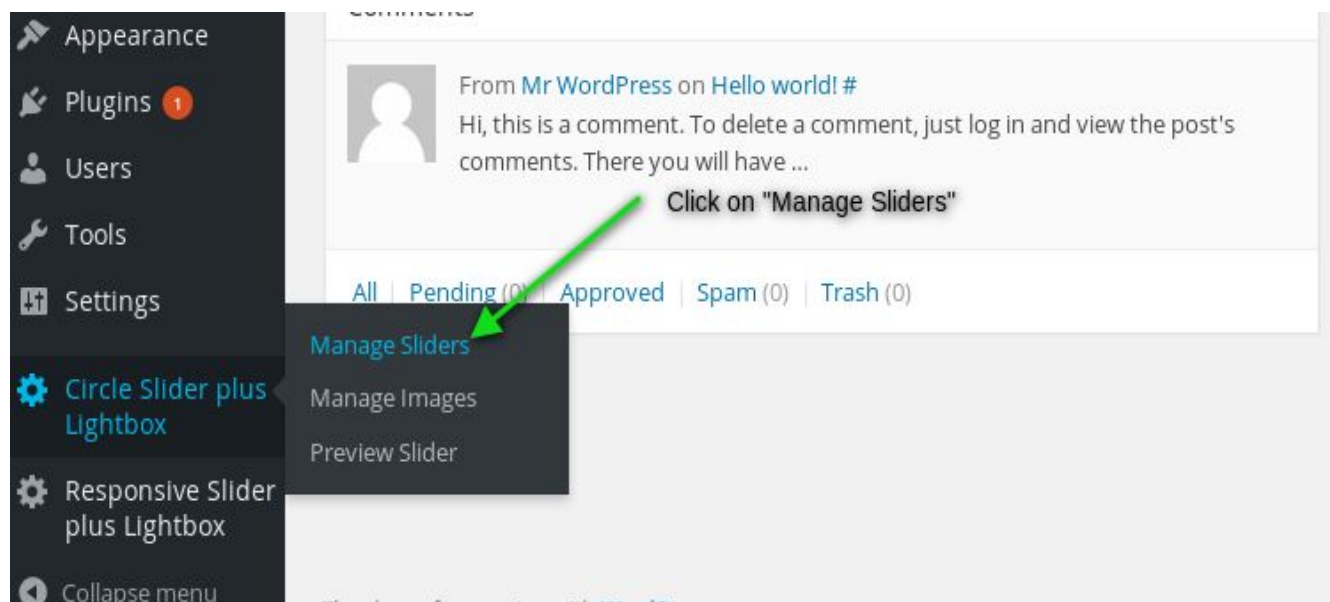 Comments
Appearance
Plugins 1
Users
Tools
Settings
Circle Slider plus
Lightbox
Responsive Slider
plus Lightbox
Collapse menu
From Mr WordPress on Hello world! #
Hi, this is a comment. To delete a comment, just log in and view the post's
comments. There you will have ...
Click on "Manage Sliders"
All | Pending (0) | Approved | Spam (0) | Trash (0)
Manage Sliders
Manage Images
Preview Slider